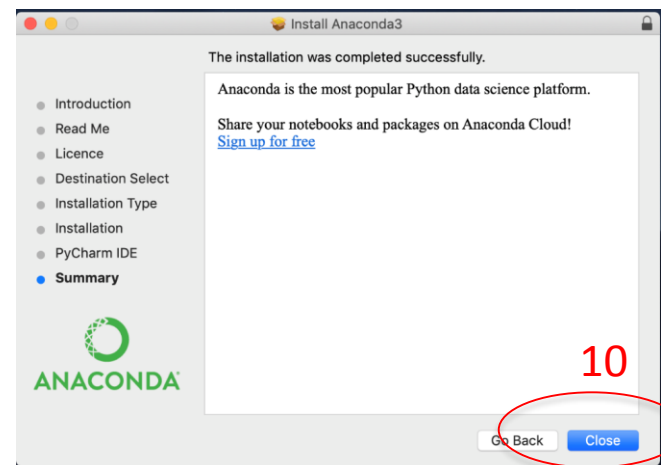 Install Anaconda3
The installation was completed successfully.
Introduction
Read Me
Licence
Destination Select
Installation Type
Installation
PyCharm IDE
Summary
Anaconda is the most popular Python data science platform.
Share your notebooks and packages on Anaconda Cloud!
Sign up for free
ANACONDA
10
Go Back
Close